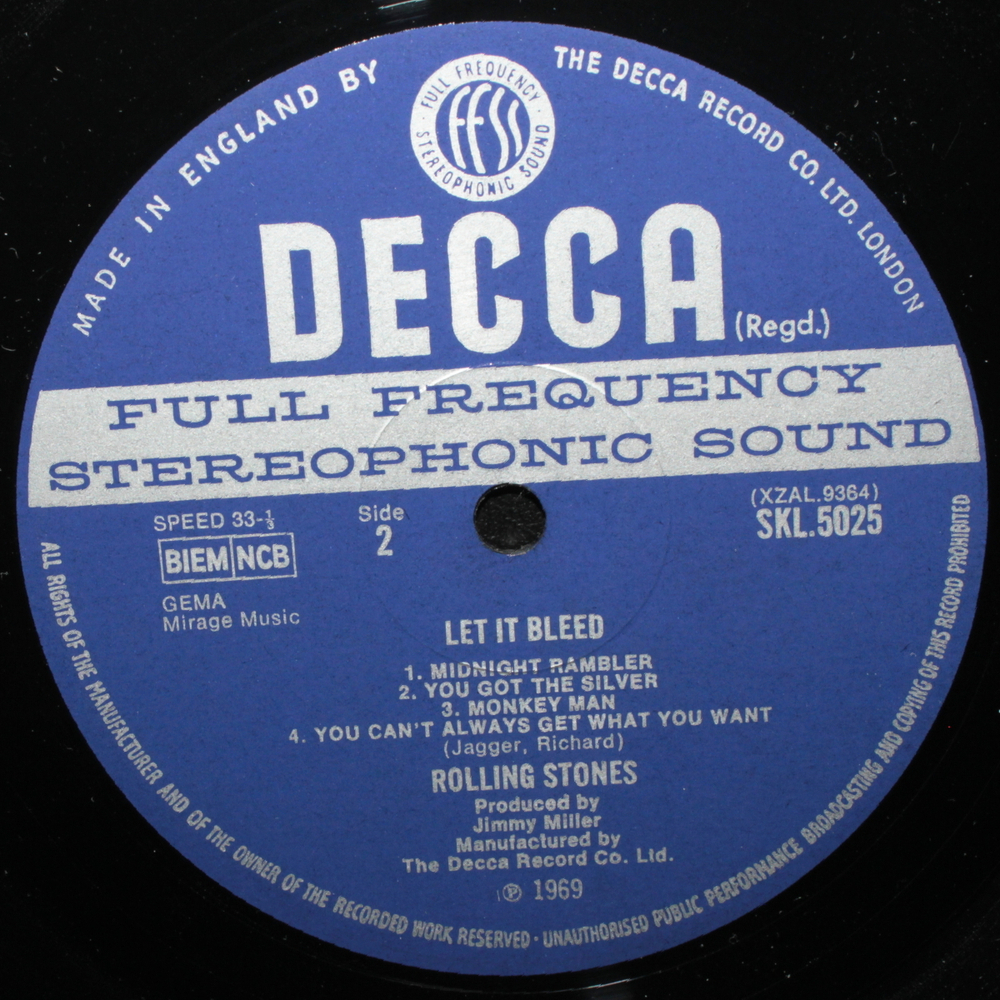 MADE IN ENGLAND BY
THE DECCA RECORD CO. LTD. LONDON
FULL FREQUENCY
FFSS
STEREOPHONIC SOUND
DECCA (Regd.)
FULL FREQUENCY
STEREOPHONIC SOUND
SPEED 33-⅓
BIEM NCB
GEMA
Mirage Music
Side
2
(XZAL.9364)
SKL.5025
LET IT BLEED
1. MIDNIGHT RAMBLER
2. YOU GOT THE SILVER
3. MONKEY MAN
4. YOU CAN'T ALWAYS GET WHAT YOU WANT
(Jagger, Richard)
ROLLING STONES
Produced by
Jimmy Miller
Manufactured by
The Decca Record Co. Ltd.
℗ 1969
ALL RIGHTS OF THE MANUFACTURER AND OF THE OWNER OF THE RECORDED WORK RESERVED · UNAUTHORISED PUBLIC PERFORMANCE BROADCASTING AND COPYING OF THIS RECORD PROHIBITED